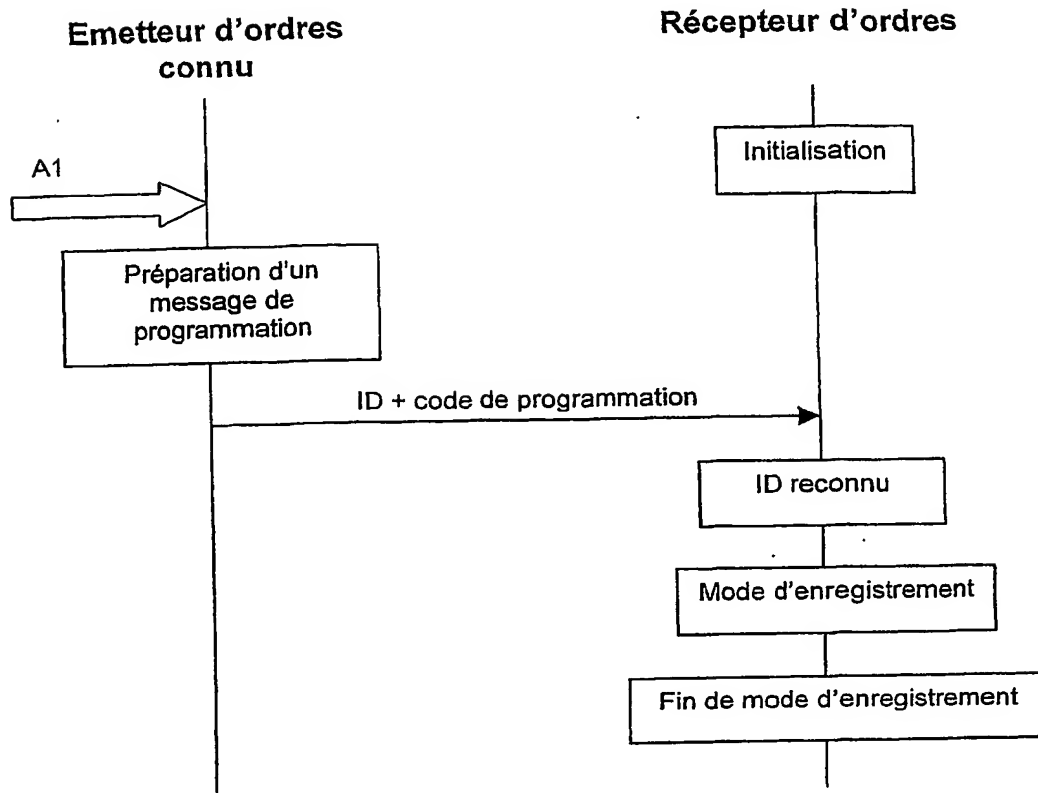 Emetteur d'ordres
connu
Récepteur d'ordres
Initialisation
A1
Préparation d'un
message de
programmation
ID + code de programmation
ID reconnu
Mode d'enregistrement
Fin de mode d'enregistrement